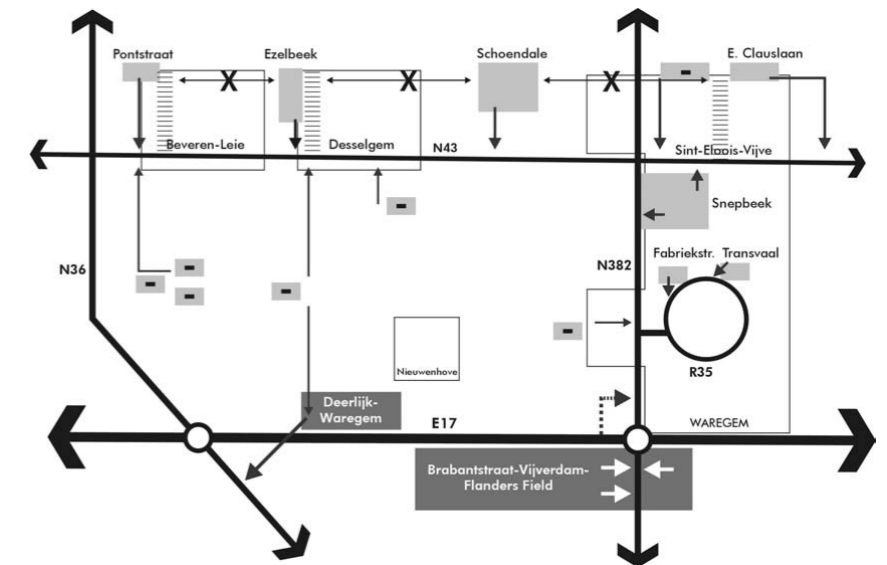 Pontstraat
Ezelbeek
Schoendale
E. Clauslaan
Beveren-Leie
Desselgem
N43
Sint-Eloois-Vijve
Snepbeek
N36
N382
Fabriekstr.
Transvaal
Nieuwenhove
R35
Deerlijk-
Waregem
E17
WAREGEM
Brabantstraat-Vijverdam-
Flanders Field